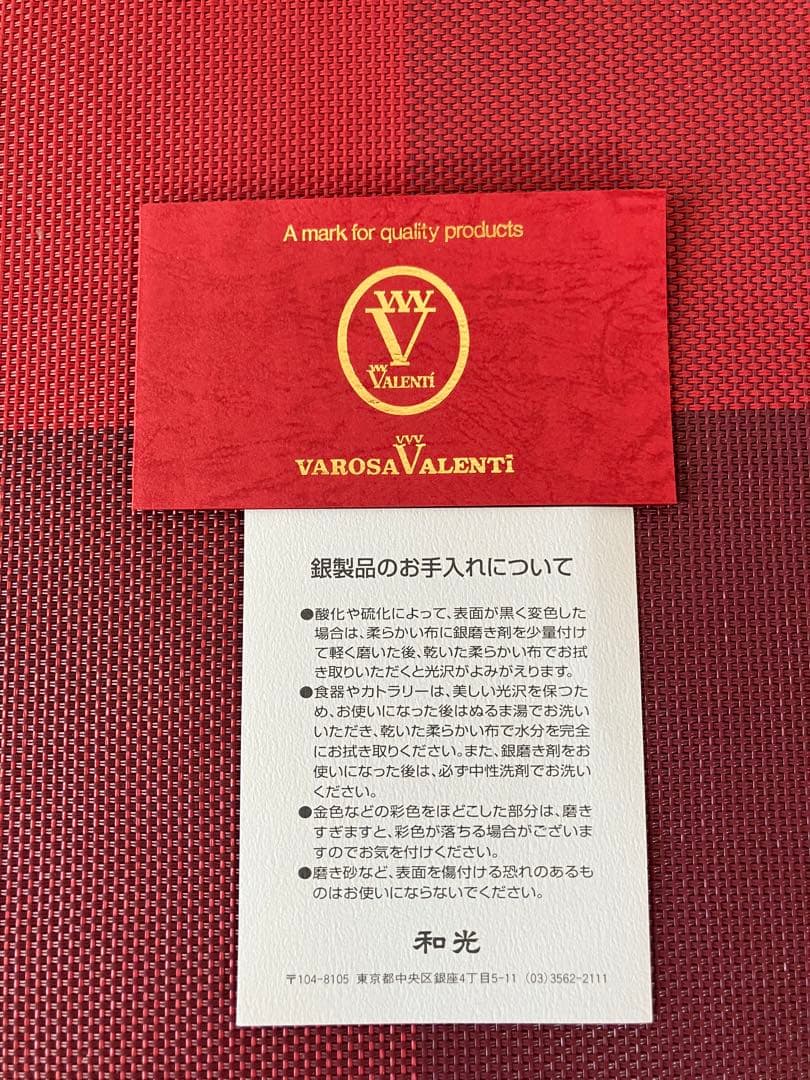 A mark for quality products
VVV
V
VVV
VALENTí
VVV
VAROSA VALENTí
銀製品のお手入れについて
●酸化や硫化によって、表面が黒く変色した
場合は、柔らかい布に銀磨き剤を少量付け
て軽く磨いた後、乾いた柔らかい布でお拭
き取りいただくと光沢がよみがえります。
●食器やカトラリーは、美しい光沢を保つた
め、お使いになった後はぬるま湯でお洗い
いただき、乾いた柔らかい布で水分を完全
にお拭き取りください。また、銀磨き剤をお
使いになった後は、必ず中性洗剤でお洗い
ください。
●金色などの彩色をほどこした部分は、磨き
すぎますと、彩色が落ちる場合がございま
すのでお気を付けください。
●磨き砂など、表面を傷付ける恐れのあるも
のはお使いにならないでください。
和光
〒104-8105 東京都中央区銀座4丁目5-11 (03)3562-2111